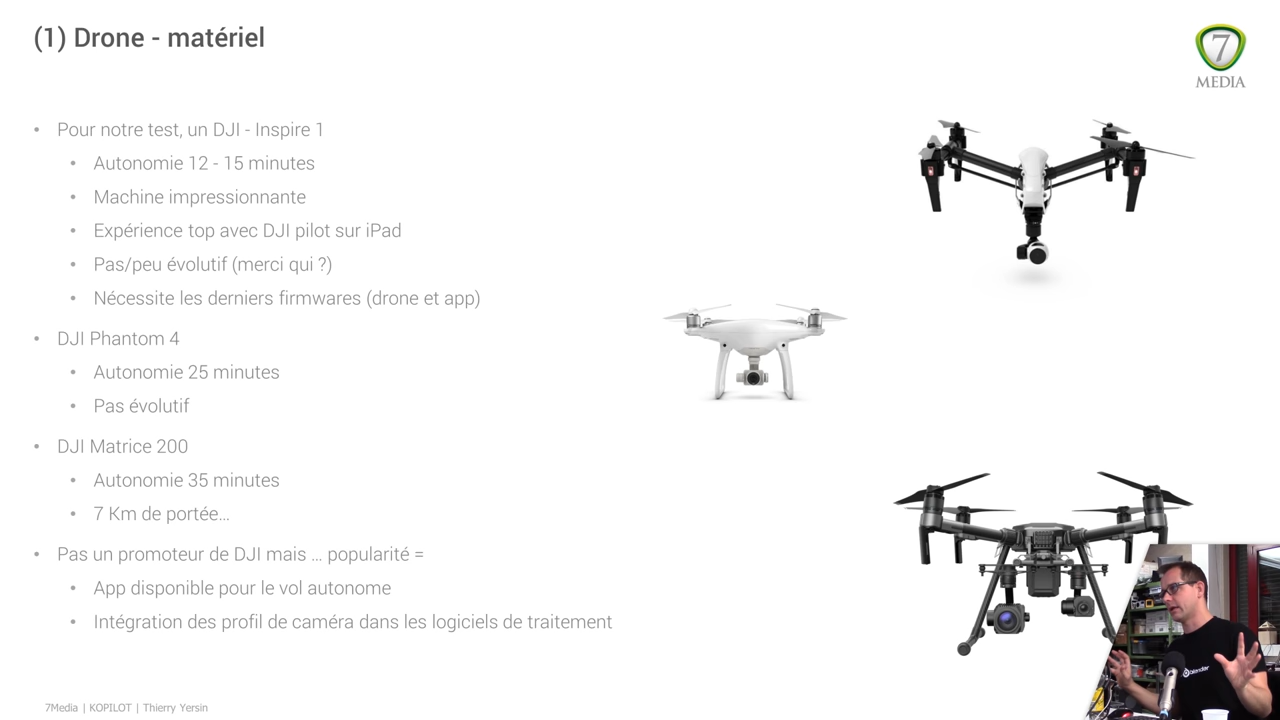 (1) Drone - matériel
7
MEDIA
• Pour notre test, un DJI - Inspire 1
• Autonomie 12 - 15 minutes
• Machine impressionnante
• Expérience top avec DJI pilot sur iPad
• Pas/peu évolutif (merci qui ?)
• Nécessite les derniers firmwares (drone et app)
• DJI Phantom 4
• Autonomie 25 minutes
• Pas évolutif
• DJI Matrice 200
• Autonomie 35 minutes
• 7 Km de portée…
• Pas un promoteur de DJI mais … popularité =
• App disponible pour le vol autonome
• Intégration des profil de caméra dans les logiciels de traitement
blender
7Media | KOPILOT | Thierry Yersin